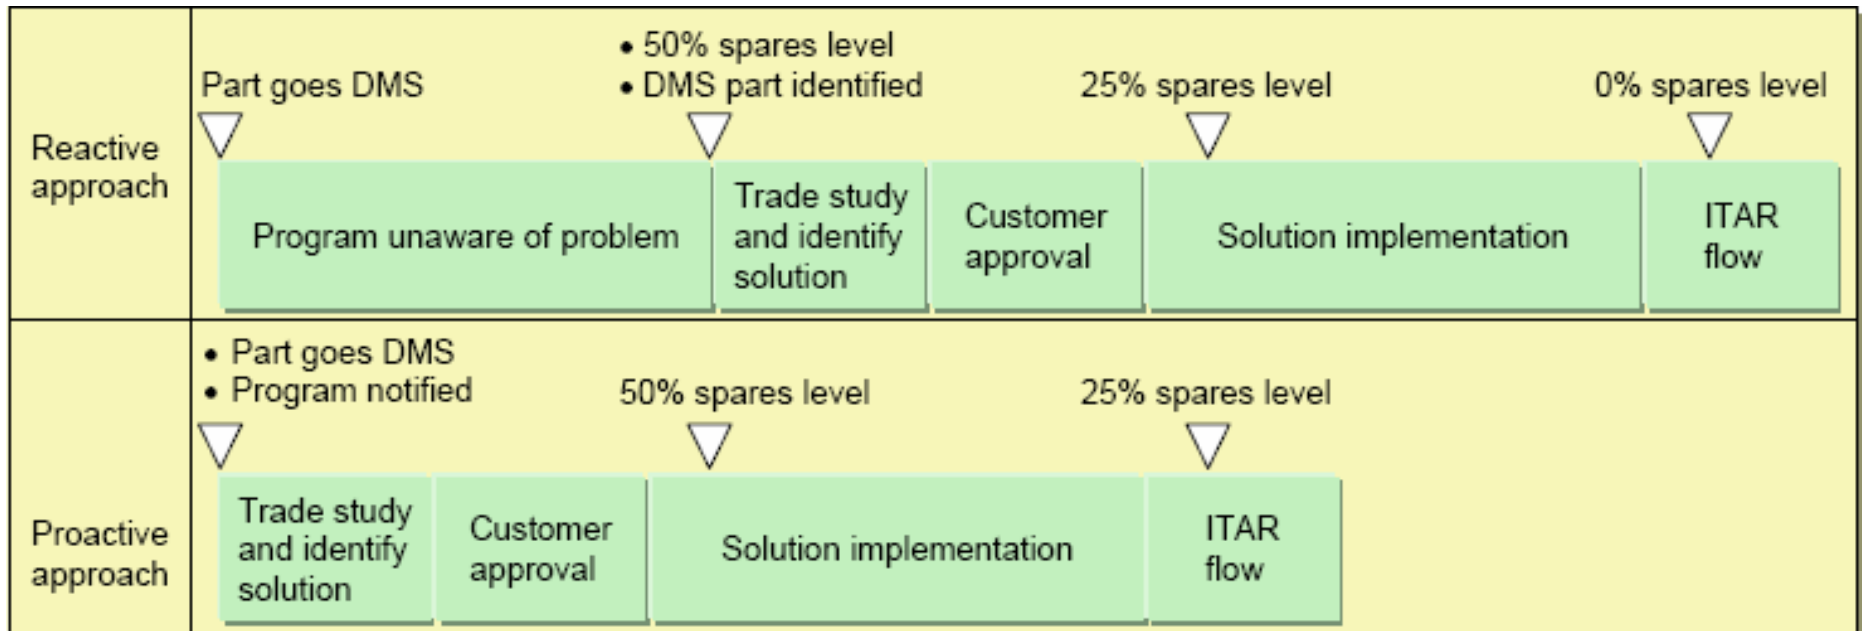 • 50% spares level
Part goes DMS
• DMS part identified
25% spares level
0% spares level
Reactive
approach
Program unaware of problem
Trade study
and identify
solution
Customer
approval
Solution implementation
ITAR
flow
• Part goes DMS
• Program notified
50% spares level
25% spares level
Proactive
approach
Trade study
and identify
solution
Customer
approval
Solution implementation
ITAR
flow